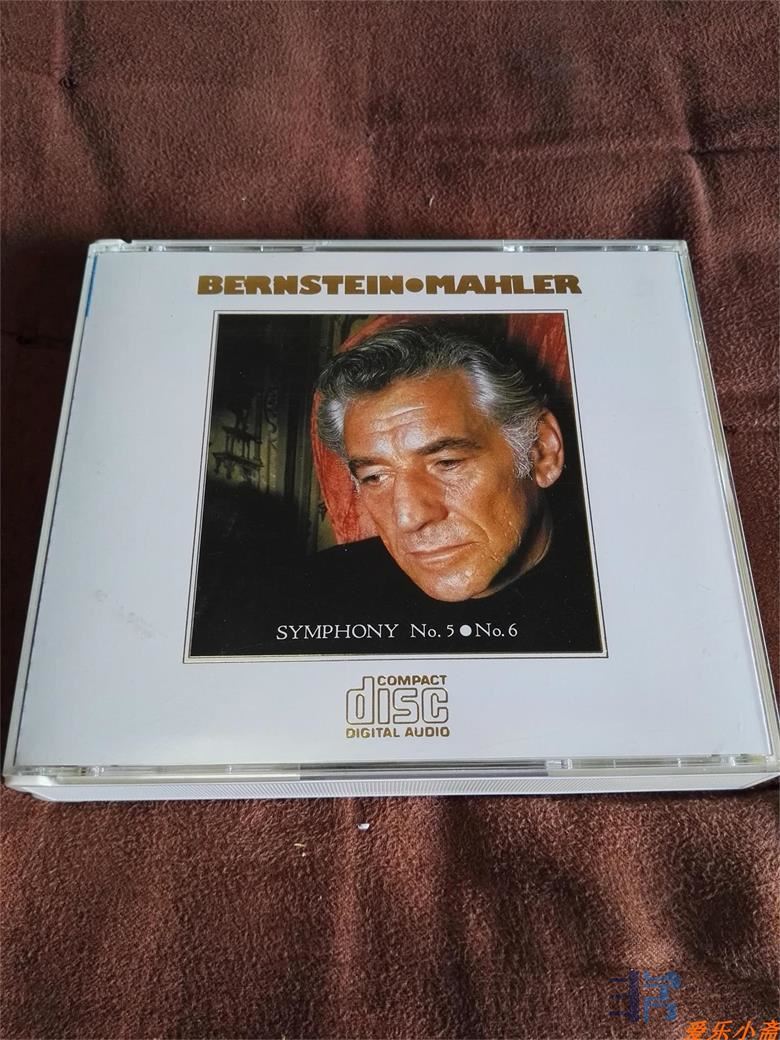 BERNSTEIN●MAHLER
SYMPHONY No. 5 ● No. 6
COMPACT
disc
DIGITAL AUDIO
爱乐小斋